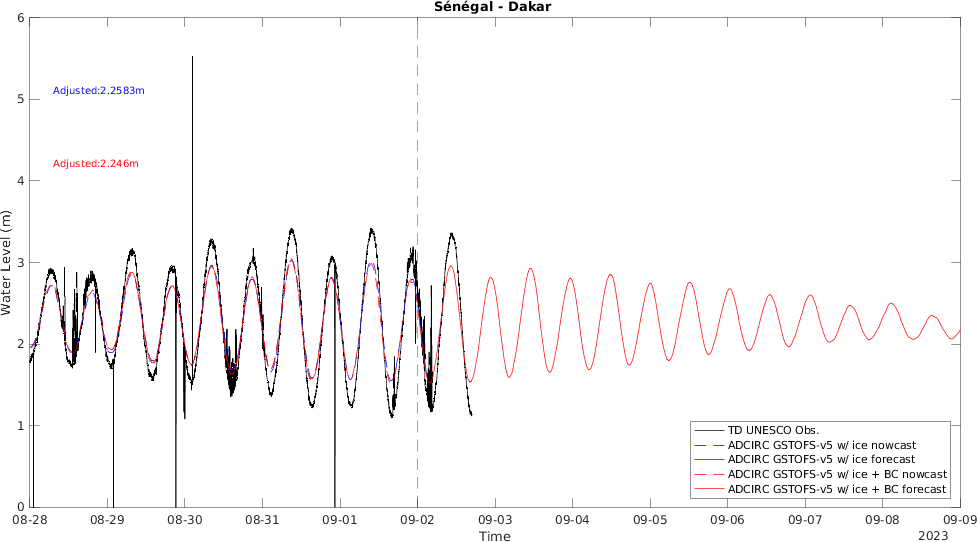 Sénégal - Dakar
6
5
4
3
2
1
0
Water Level (m)
Adjusted:2.2583m
Adjusted:2.246m
TD UNESCO Obs.
ADCIRC GSTOFS-v5 w/ ice nowcast
ADCIRC GSTOFS-v5 w/ ice forecast
ADCIRC GSTOFS-v5 w/ ice + BC nowcast
ADCIRC GSTOFS-v5 w/ ice + BC forecast
08-28 08-29 08-30 08-31 09-01 09-02 09-03 09-04 09-05 09-06 09-07 09-08 09-09
Time
2023